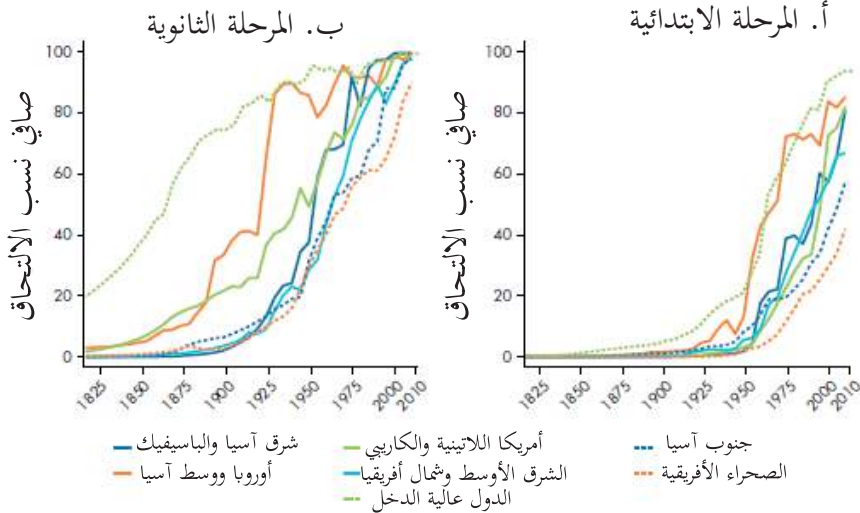 أ. المرحلة الابتدائية
ب. المرحلة الثانوية
صافي نسب الالتحاق
100
80
60
40
20
0
1825
1850
1875
1900
1925
1950
1975
2000
2010
صافي نسب الالتحاق
100
80
60
40
20
0
1825
1850
1875
1900
1925
1950
1975
2000
2010
جنوب آسيا
أمريكا اللاتينية والكاريبي
شرق آسيا والباسيفيك
الصحراء الأفريقية
الشرق الأوسط وشمال أفريقيا
أوروبا ووسط آسيا
الدول عالية الدخل